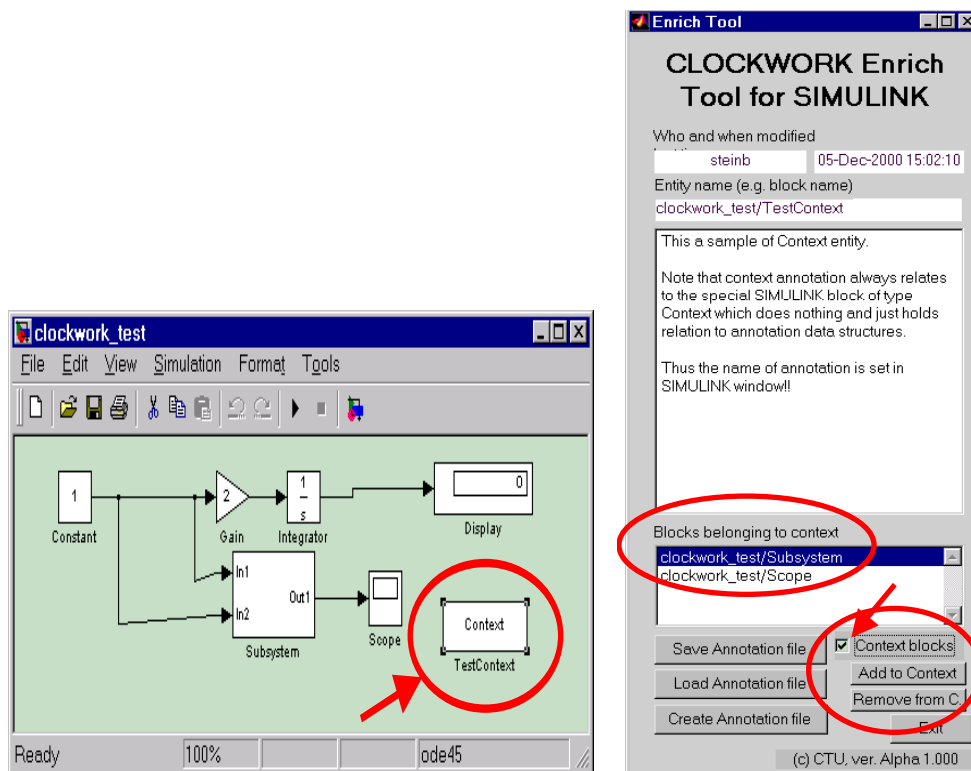 clockwork_test
File Edit View Simulation Format Tools
1
Constant
2
Gain
1
s
Integrator
0
Display
In1
In2
Out1
Subsystem
Scope
Context
TestContext
Ready 100% ode45
Enrich Tool
CLOCKWORK Enrich
Tool for SIMULINK
Who and when modified
steinb 05-Dec-2000 15:02:10
Entity name (e.g. block name)
clockwork_test/TestContext
This a sample of Context entity.
Note that context annotation always relates
to the special SIMULINK block of type
Context which does nothing and just holds
relation to annotation data structures.
Thus the name of annotation is set in
SIMULINK window!!
Blocks belonging to context
clockwork_test/Subsystem
clockwork_test/Scope
Save Annotation file
Context blocks
Add to Context
Load Annotation file
Remove from C.
Create Annotation file
Exit
(c) CTU, ver. Alpha 1.000